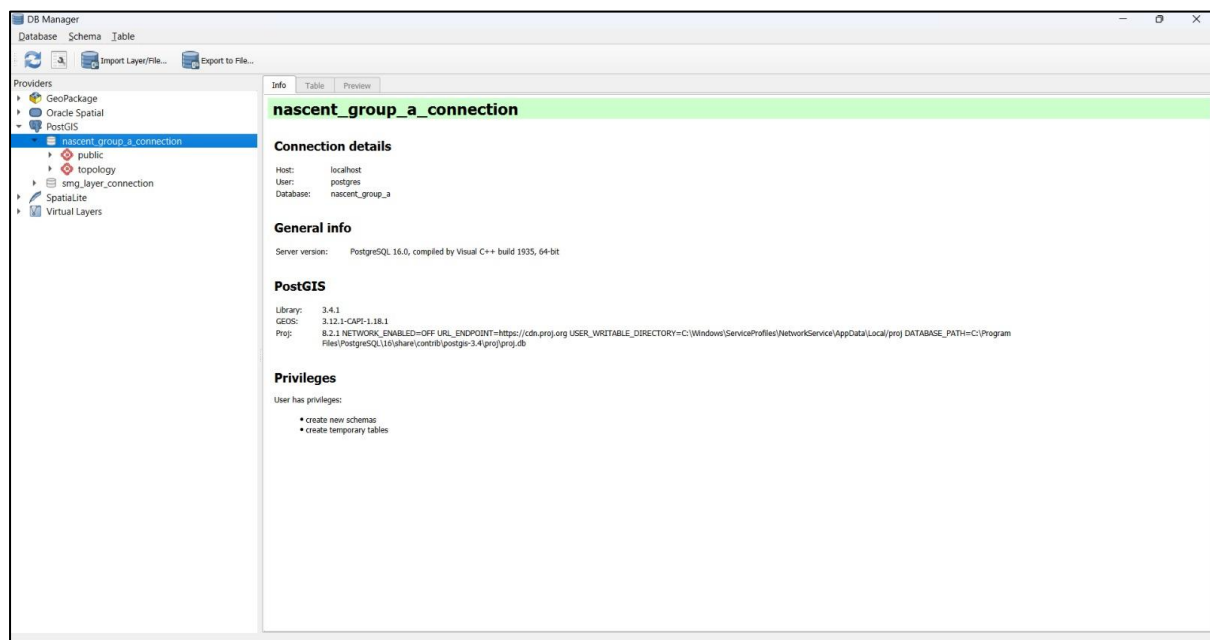 DB Manager
Database Schema Table
Import Layer/File... Export to File...
Providers
GeoPackage
Oracle Spatial
PostGIS
nascent_group_a_connection
public
topology
smg_layer_connection
SpatiaLite
Virtual Layers
Info Table Preview
nascent_group_a_connection
Connection details
Host: localhost
User: postgres
Database: nascent_group_a
General info
Server version: PostgreSQL 16.0, compiled by Visual C++ build 1935, 64-bit
PostGIS
Library: 3.4.1
GEOS: 3.12.1-CAPI-1.18.1
Proj: 8.2.1 NETWORK_ENABLED=OFF URL_ENDPOINT=https://cdn.proj.org USER_WRITABLE_DIRECTORY=C:\Windows\ServiceProfiles\NetworkService\AppData\Local/proj DATABASE_PATH=C:\Program
Files\PostgreSQL\16\share\contrib\postgis-3.4\proj\proj.db
Privileges
User has privileges:
• create new schemas
• create temporary tables